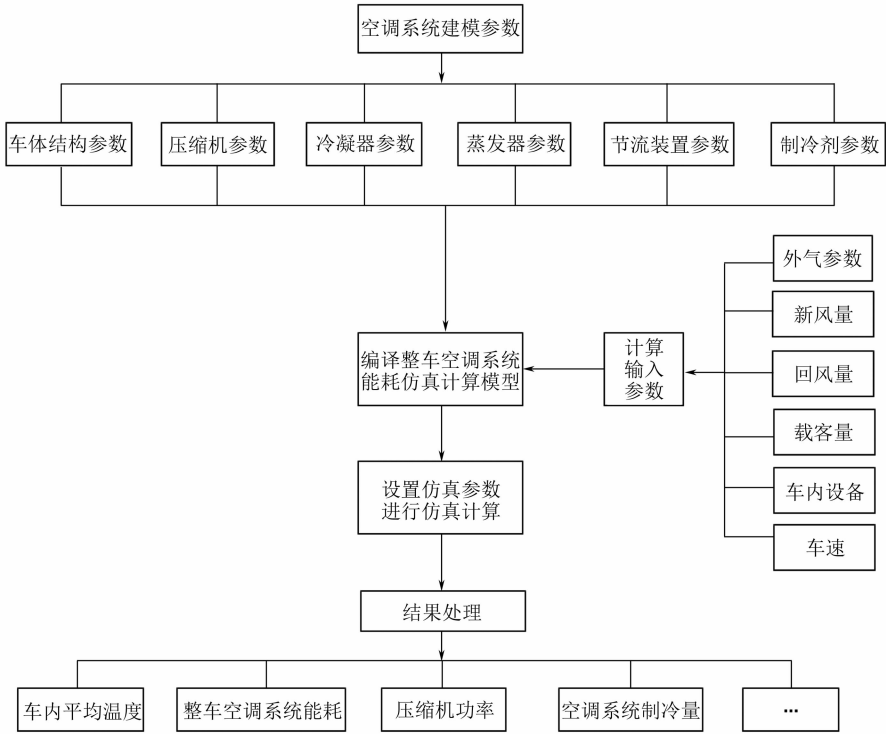 空调系统建模参数
车体结构参数
压缩机参数
冷凝器参数
蒸发器参数
节流装置参数
制冷剂参数
外气参数
新风量
回风量
载客量
车内设备
车速
计算
输入
参数
编译整车空调系统
能耗仿真计算模型
设置仿真参数
进行仿真计算
结果处理
车内平均温度
整车空调系统能耗
压缩机功率
空调系统制冷量
...